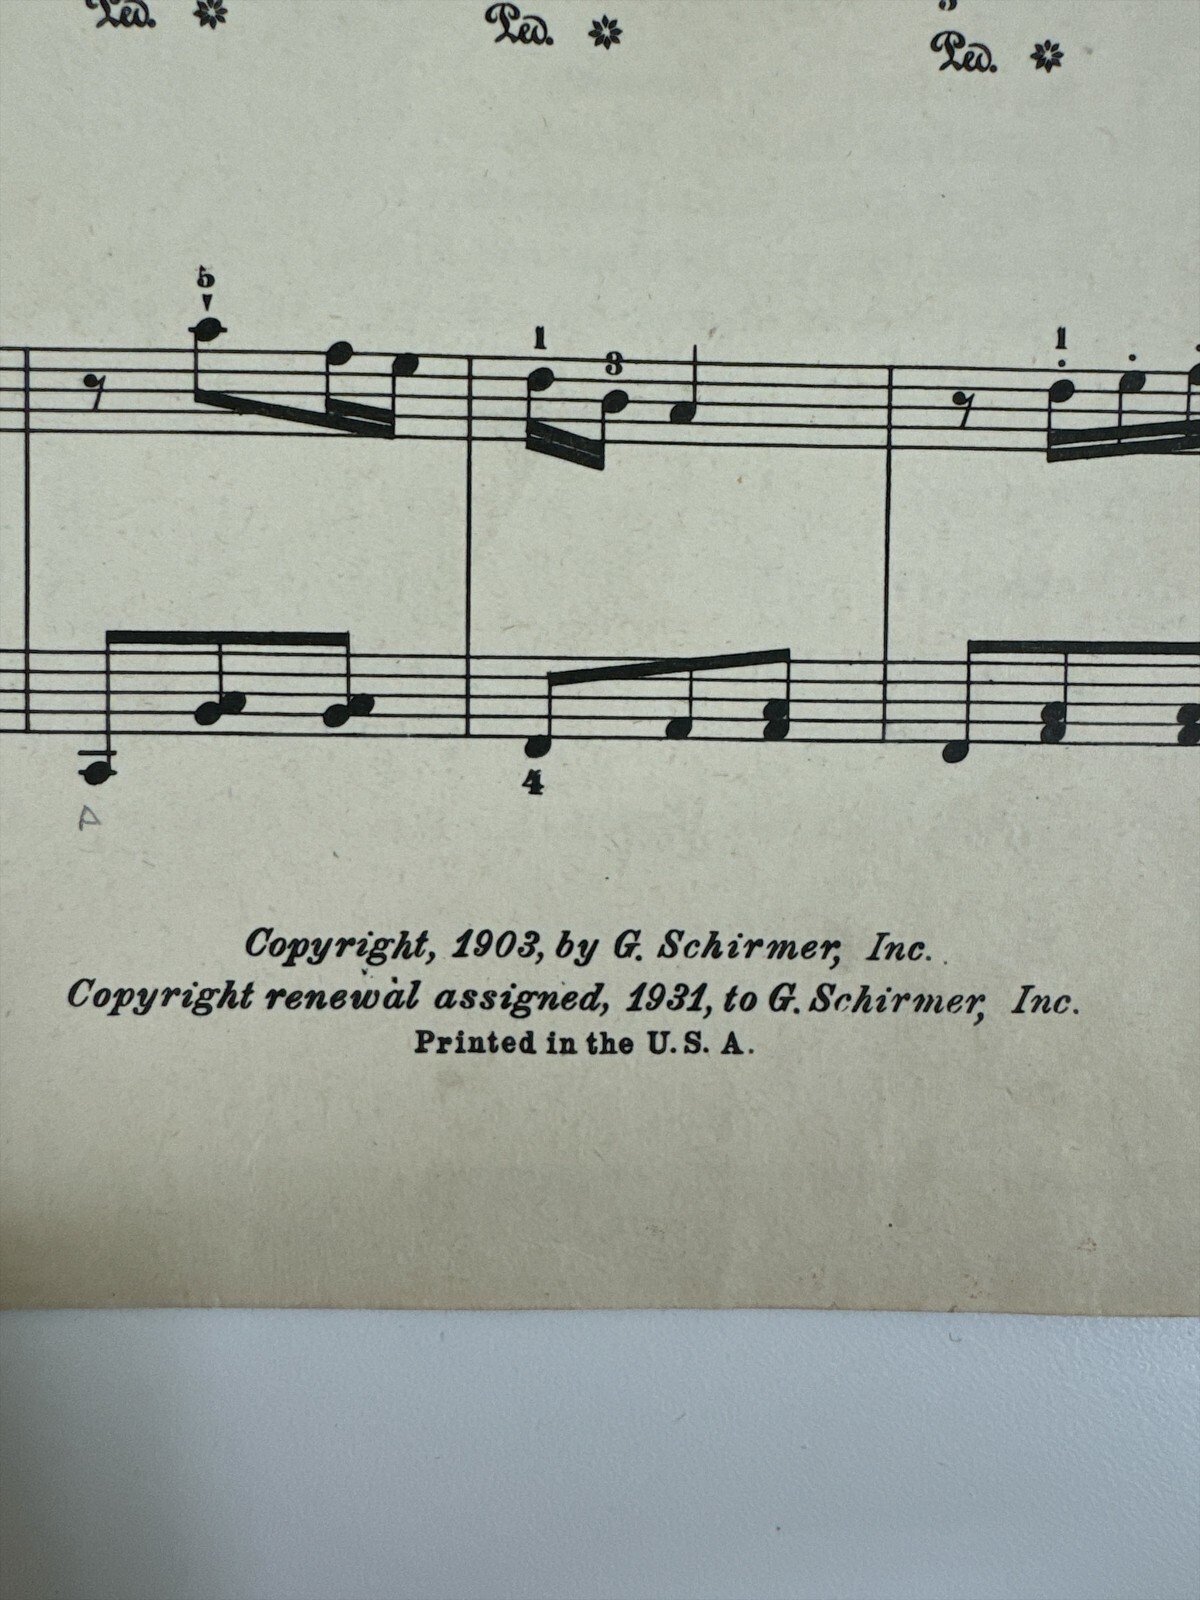 Ped. Ped. 3
Ped.
5
1 3 1
4
A
Copyright, 1903, by G. Schirmer, Inc.
Copyright renewal assigned, 1931, to G. Schirmer, Inc.
Printed in the U. S. A.